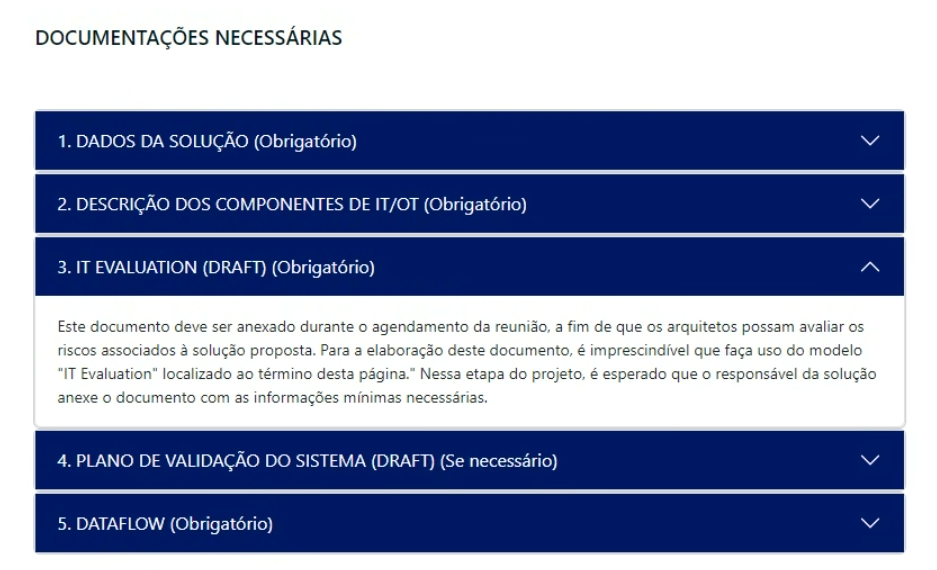 DOCUMENTAÇÕES NECESSÁRIAS
1. DADOS DA SOLUÇÃO (Obrigatório)
2. DESCRIÇÃO DOS COMPONENTES DE IT/OT (Obrigatório)
3. IT EVALUATION (DRAFT) (Obrigatório)
Este documento deve ser anexado durante o agendamento da reunião, a fim de que os arquitetos possam avaliar os
riscos associados à solução proposta. Para a elaboração deste documento, é imprescindível que faça uso do modelo
"IT Evaluation" localizado ao término desta página." Nessa etapa do projeto, é esperado que o responsável da solução
anexe o documento com as informações mínimas necessárias.
4. PLANO DE VALIDAÇÃO DO SISTEMA (DRAFT) (Se necessário)
5. DATAFLOW (Obrigatório)